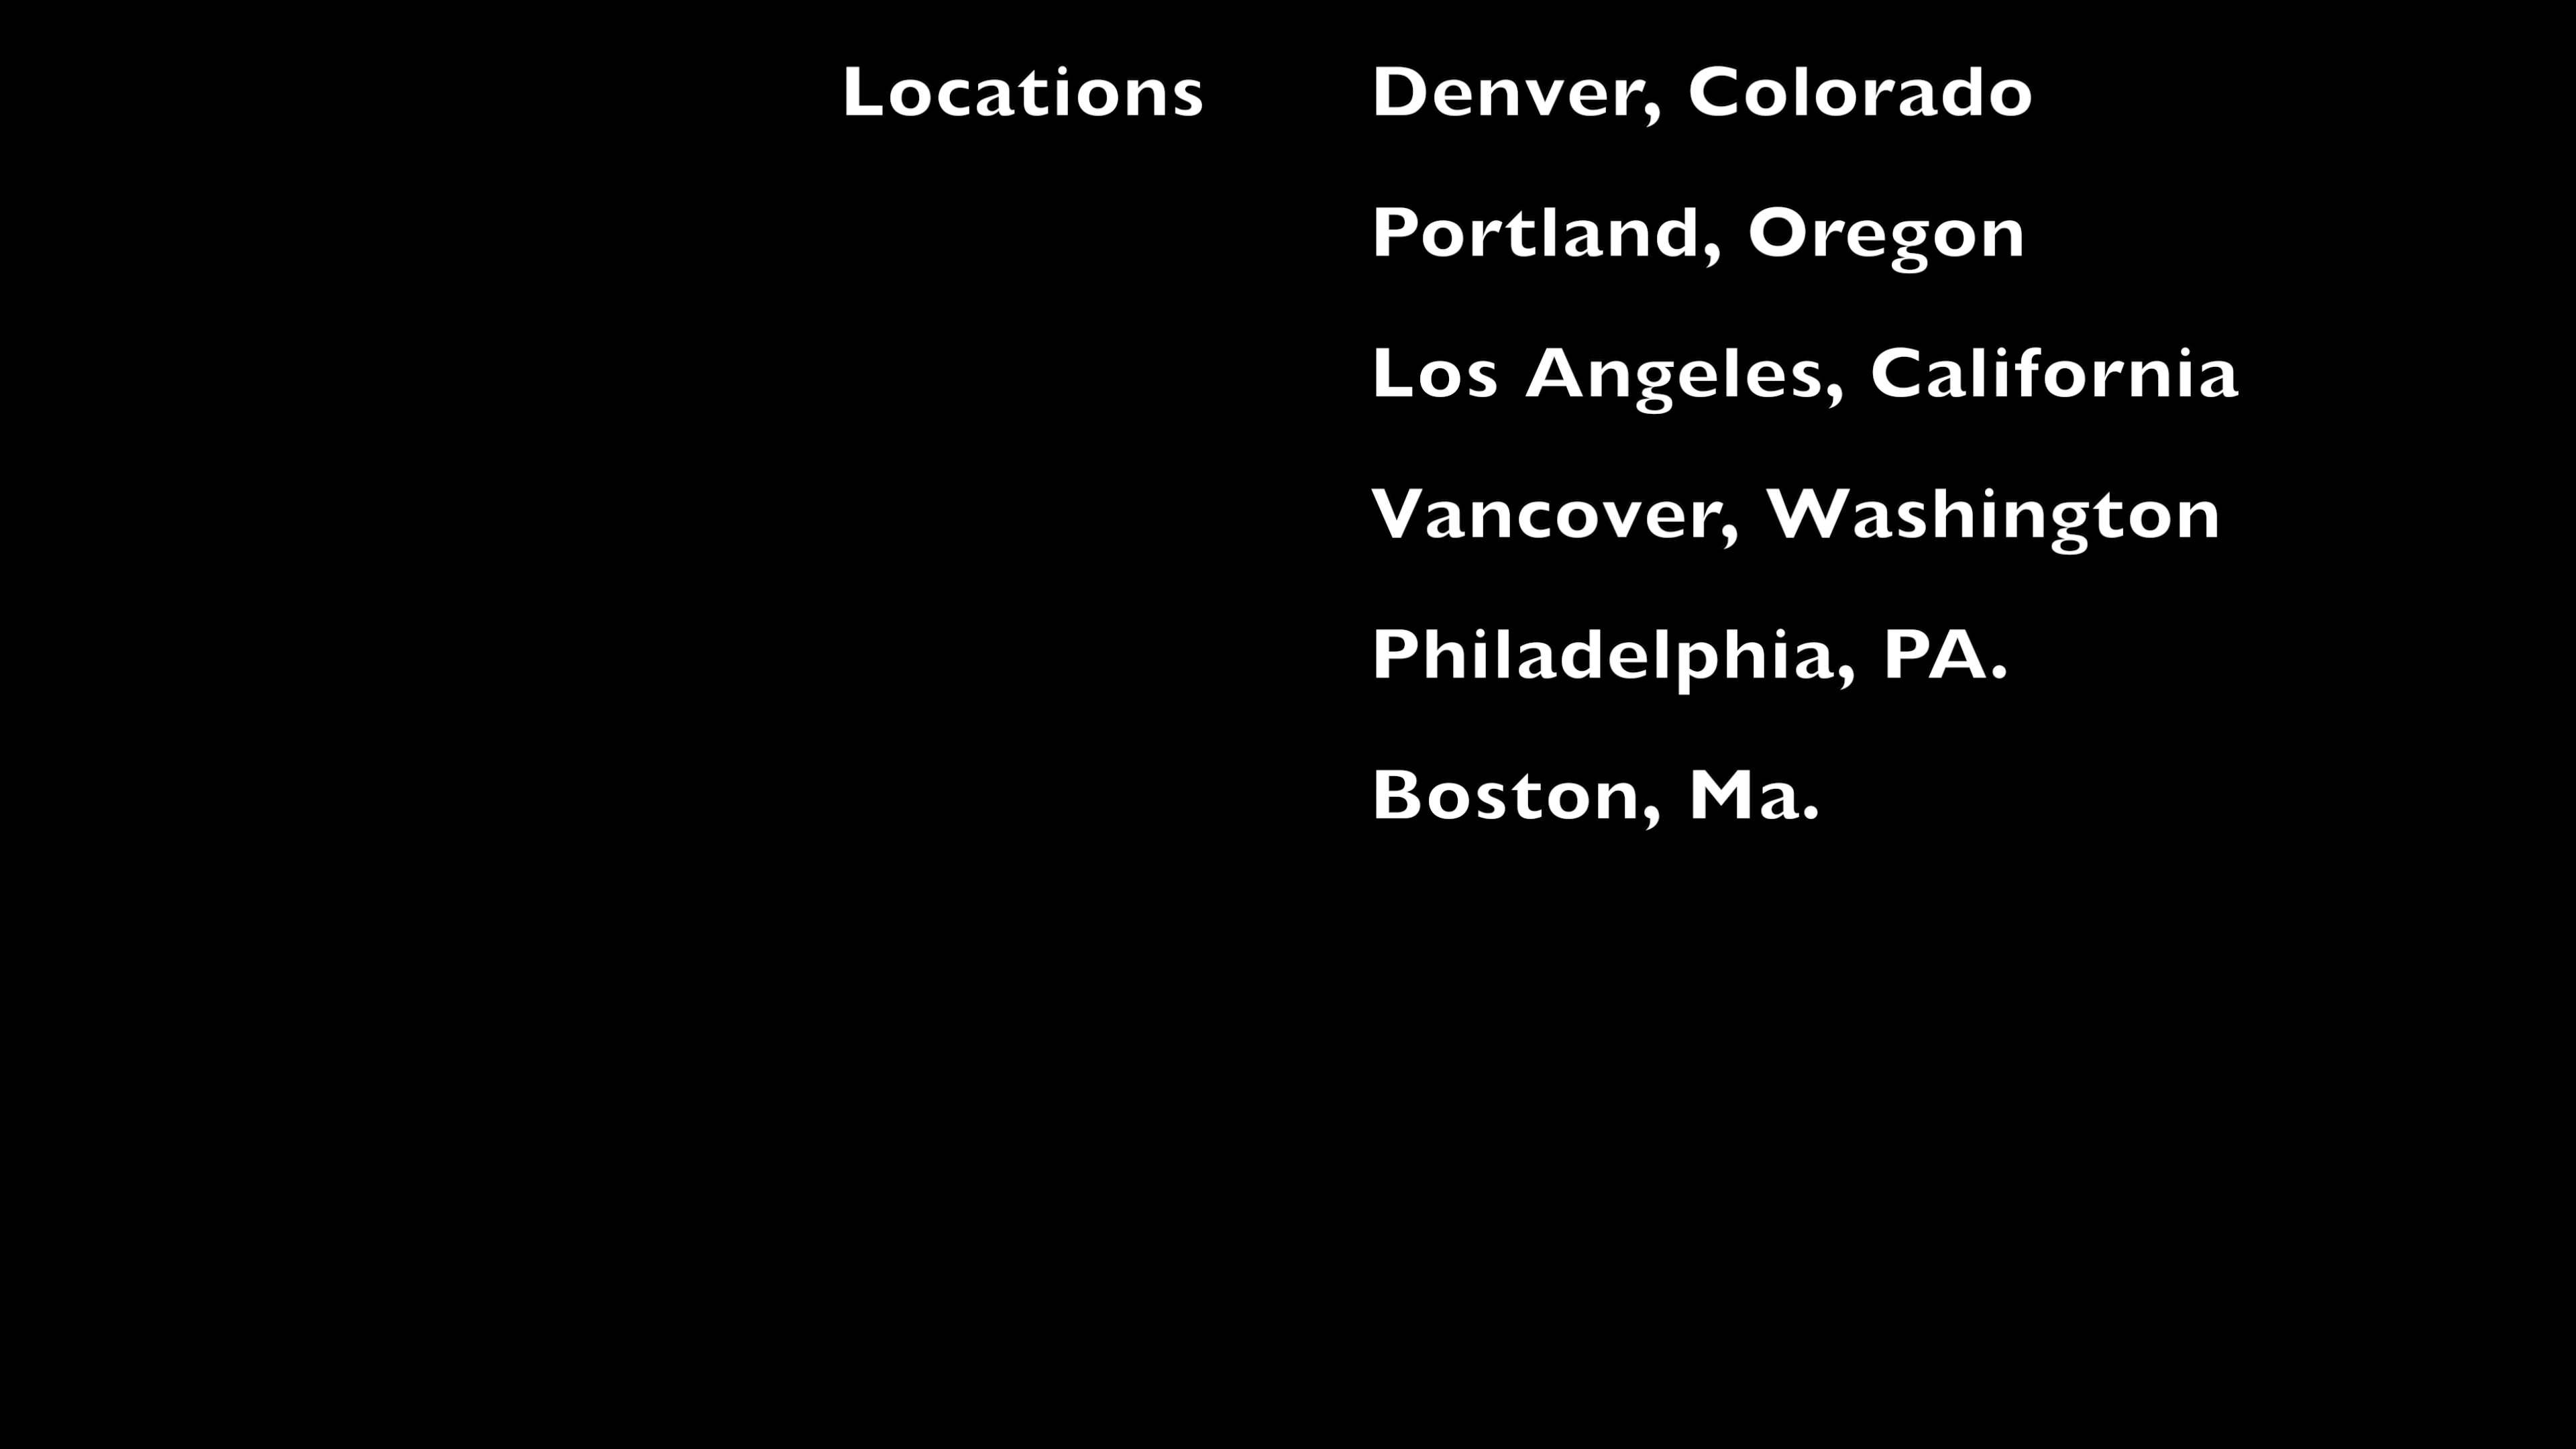 Locations Denver, Colorado
Portland, Oregon
Los Angeles, California
Vancover, Washington
Philadelphia, PA.
Boston, Ma.